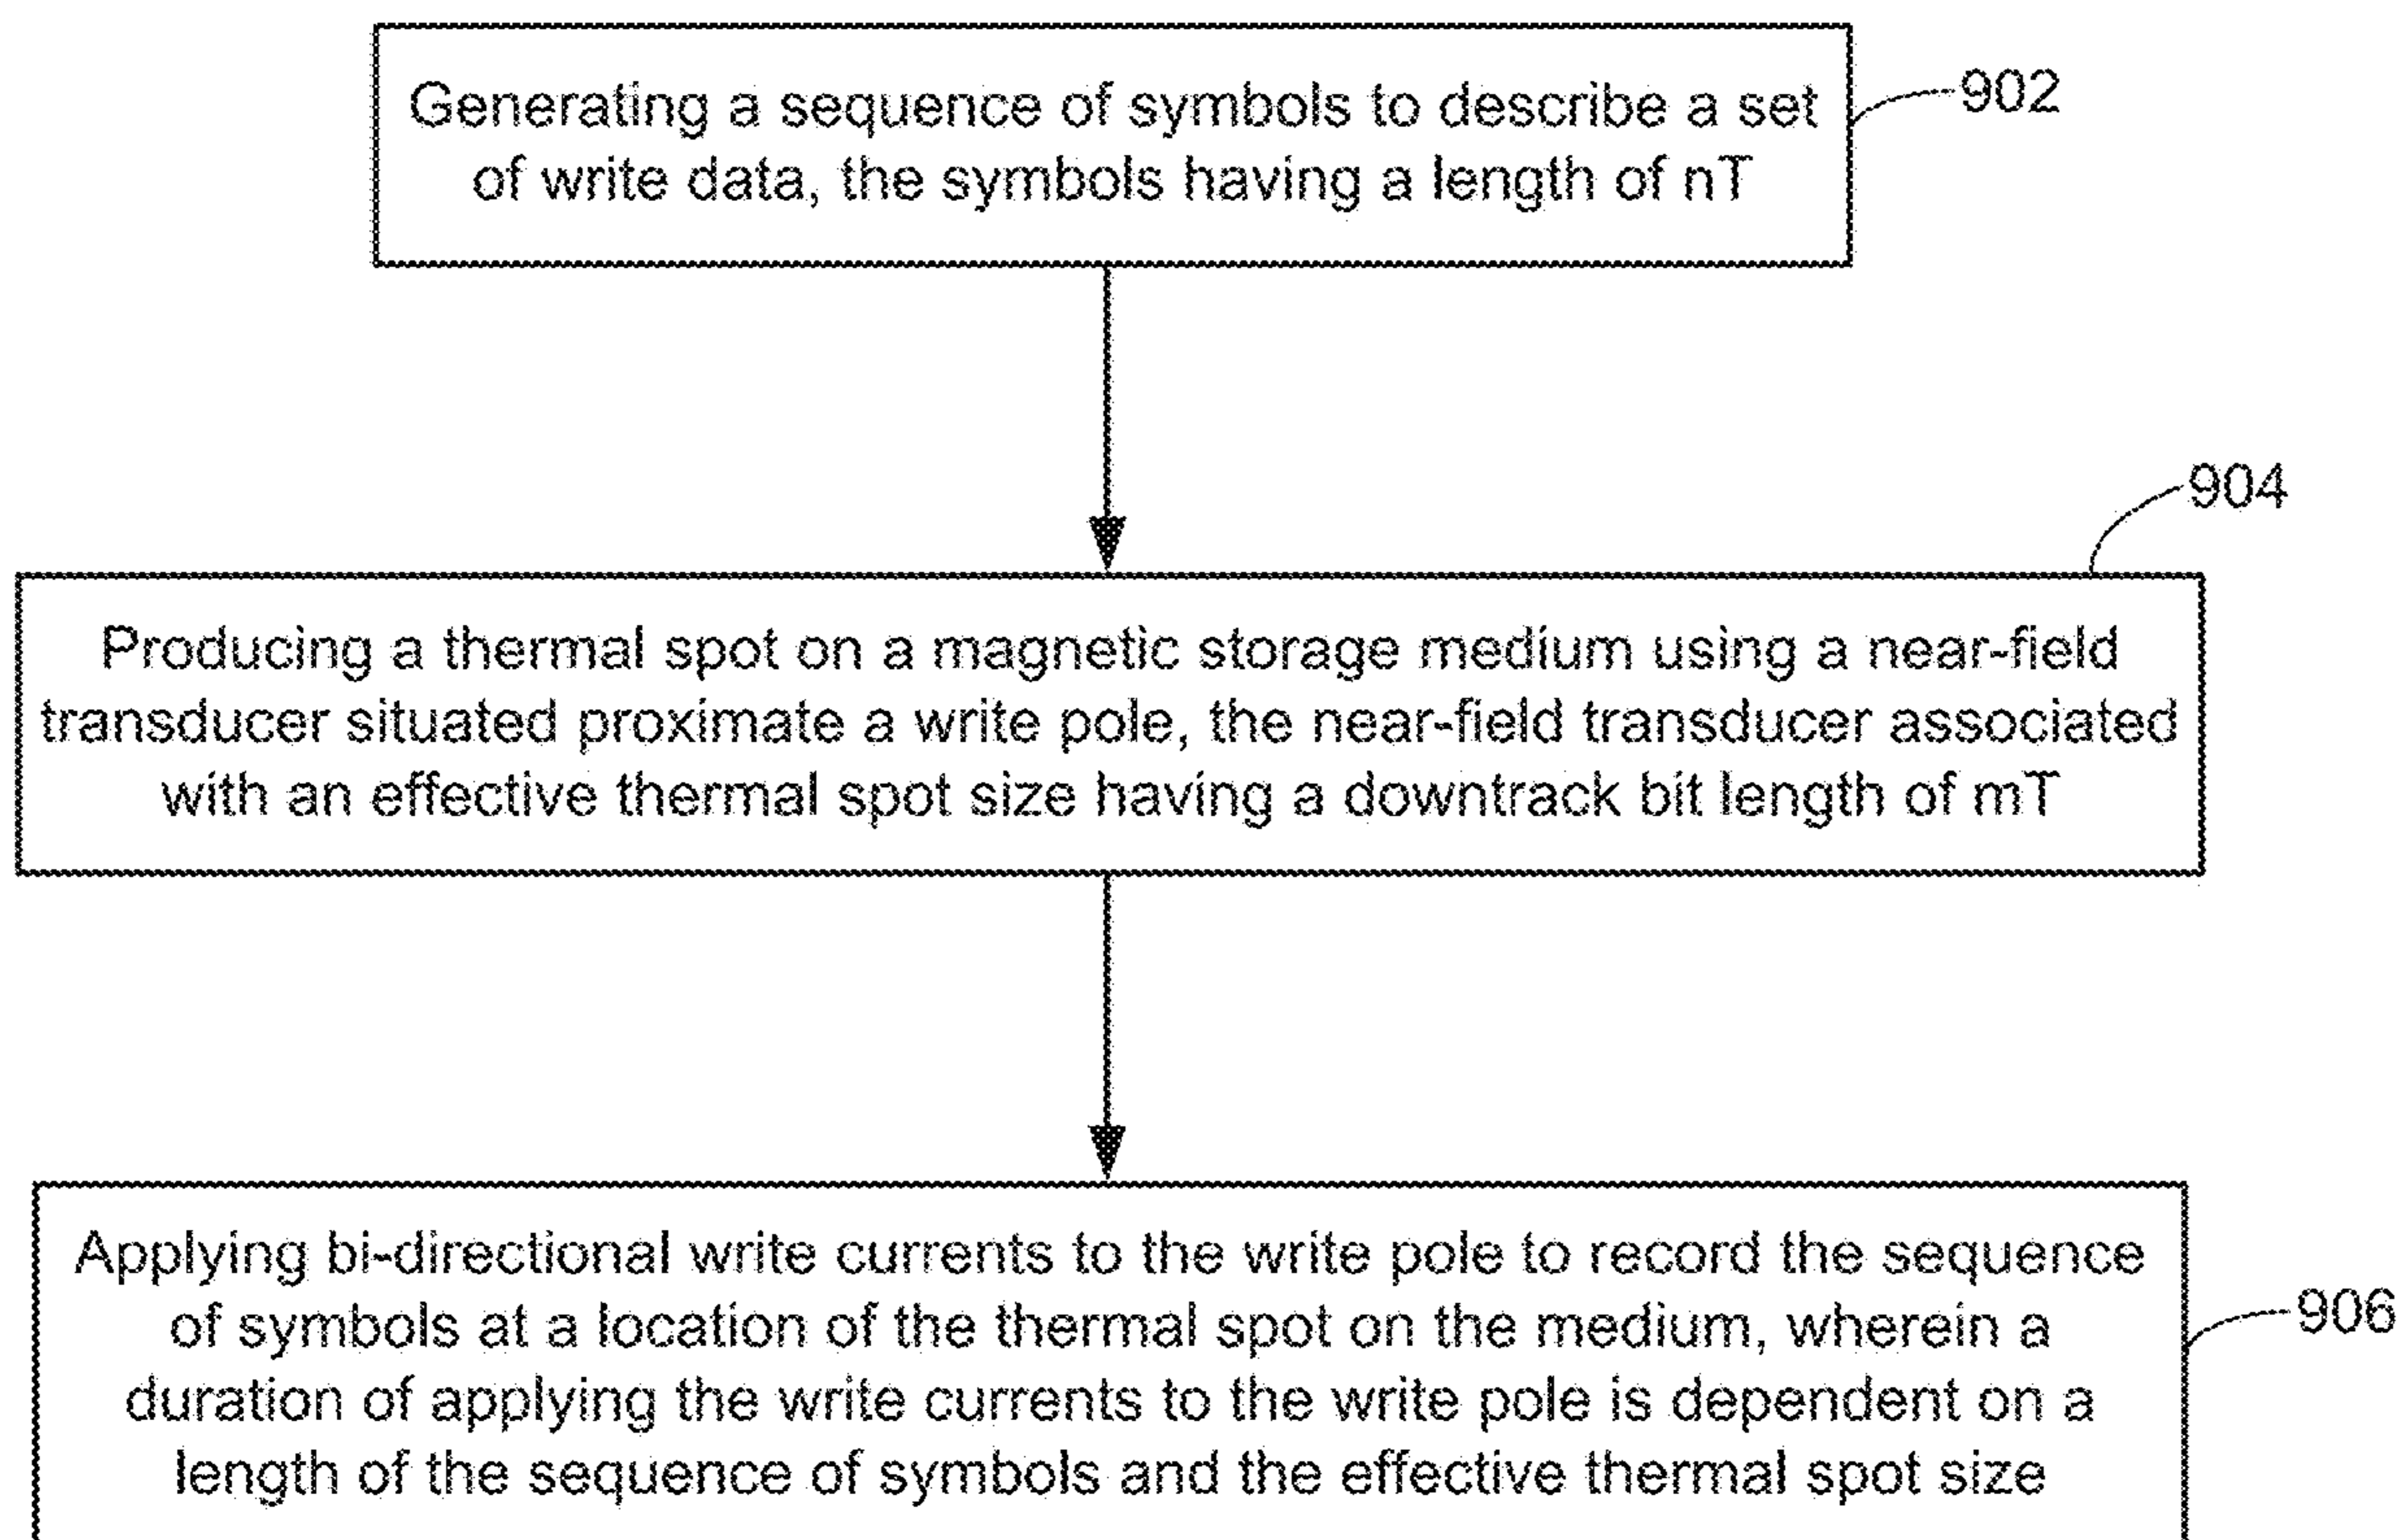 Generating a sequence of symbols to describe a set
of write data, the symbols having a length of nT
902
904
Producing a thermal spot on a magnetic storage medium using a near-field
transducer situated proximate a write pole, the near-field transducer associated
with an effective thermal spot size having a downtrack bit length of mT
Applying bi-directional write currents to the write pole to record the sequence
of symbols at a location of the thermal spot on the medium, wherein a
duration of applying the write currents to the write pole is dependent on a
length of the sequence of symbols and the effective thermal spot size
906